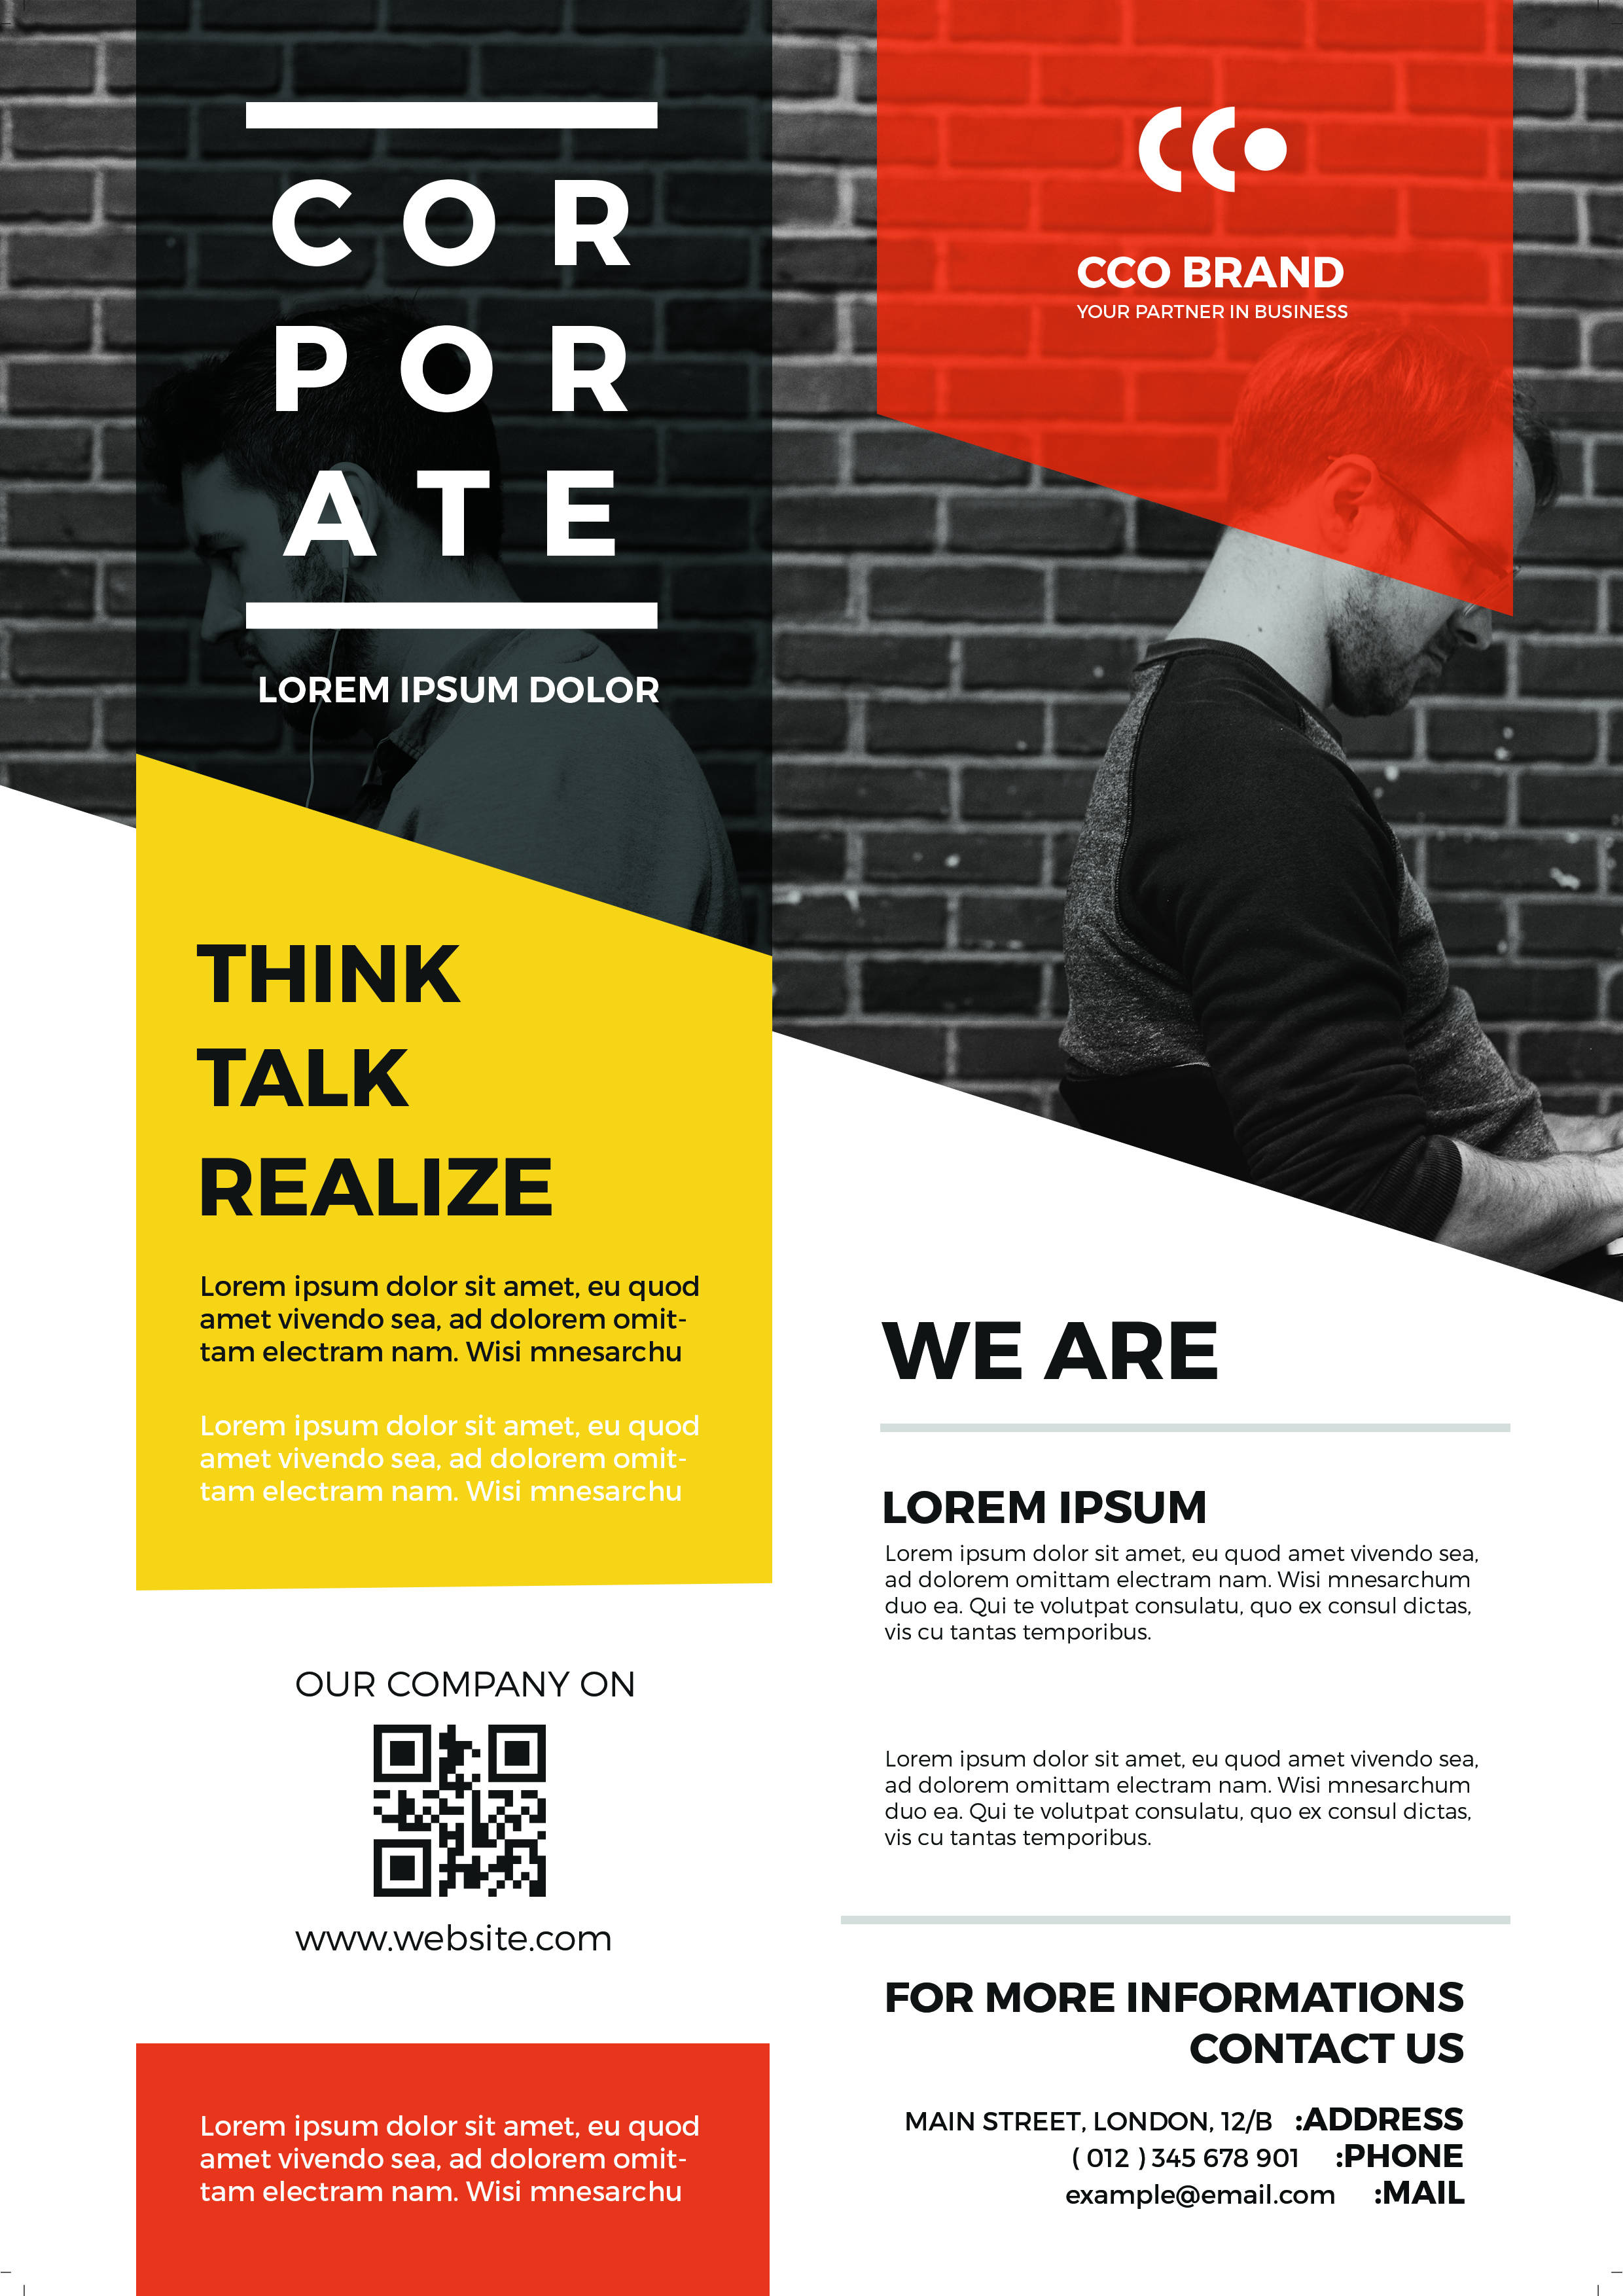 C O R
P O R
A T E
LOREM IPSUM DOLOR
THINK
TALK
REALIZE
Lorem ipsum dolor sit amet, eu quod
amet vivendo sea, ad dolorem omit-
tam electram nam. Wisi mnesarchu
Lorem ipsum dolor sit amet, eu quod
amet vivendo sea, ad dolorem omit-
tam electram nam. Wisi mnesarchu
OUR COMPANY ON
www.website.com
Lorem ipsum dolor sit amet, eu quod
amet vivendo sea, ad dolorem omit-
tam electram nam. Wisi mnesarchu
CCO
CCO BRAND
YOUR PARTNER IN BUSINESS
WE ARE
LOREM IPSUM
Lorem ipsum dolor sit amet, eu quod amet vivendo sea,
ad dolorem omittam electram nam. Wisi mnesarchum
duo ea. Qui te volutpat consulatu, quo ex consul dictas,
vis cu tantas temporibus.
Lorem ipsum dolor sit amet, eu quod amet vivendo sea,
ad dolorem omittam electram nam. Wisi mnesarchum
duo ea. Qui te volutpat consulatu, quo ex consul dictas,
vis cu tantas temporibus.
FOR MORE INFORMATIONS
CONTACT US
MAIN STREET, LONDON, 12/B :ADDRESS
( 012 ) 345 678 901 :PHONE
example@email.com :MAIL